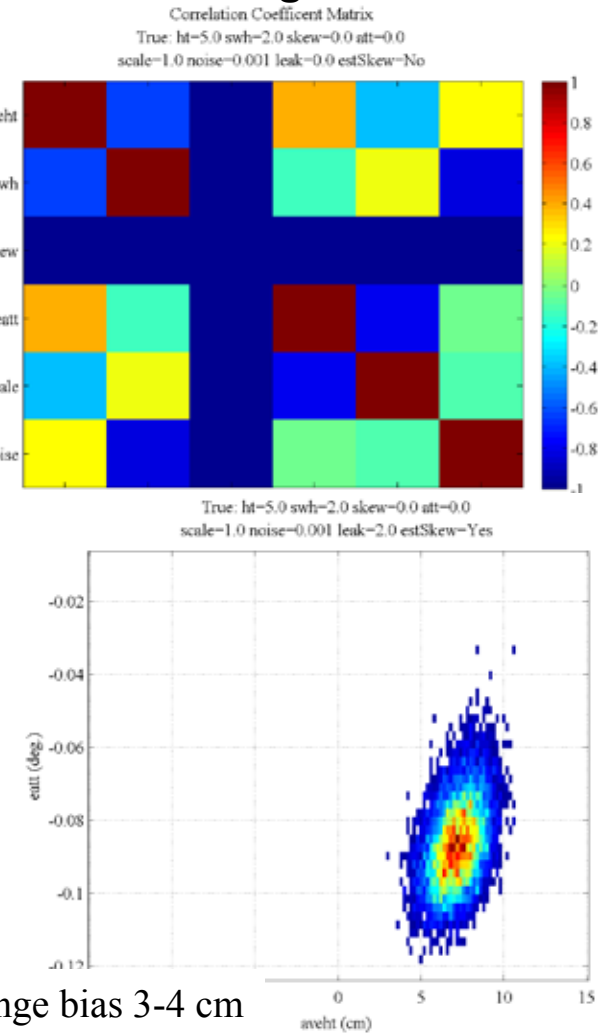 Correlation Coefficent Matrix
True: ht=5.0 swh=2.0 skew=0.0 att=0.0
scale=1.0 noise=0.001 leak=0.0 estSkew=No
1
0.8
0.6
0.4
0.2
0
-0.2
-0.4
-0.6
-0.8
-1
True: ht=5.0 swh=2.0 skew=0.0 att=0.0
scale=1.0 noise=0.001 leak=2.0 estSkew=Yes
-0.02
-0.04
-0.06
-0.08
-0.1
-0.12
eatt (deg.)
0 5 10 15
aveht (cm)
bias 3-4 cm